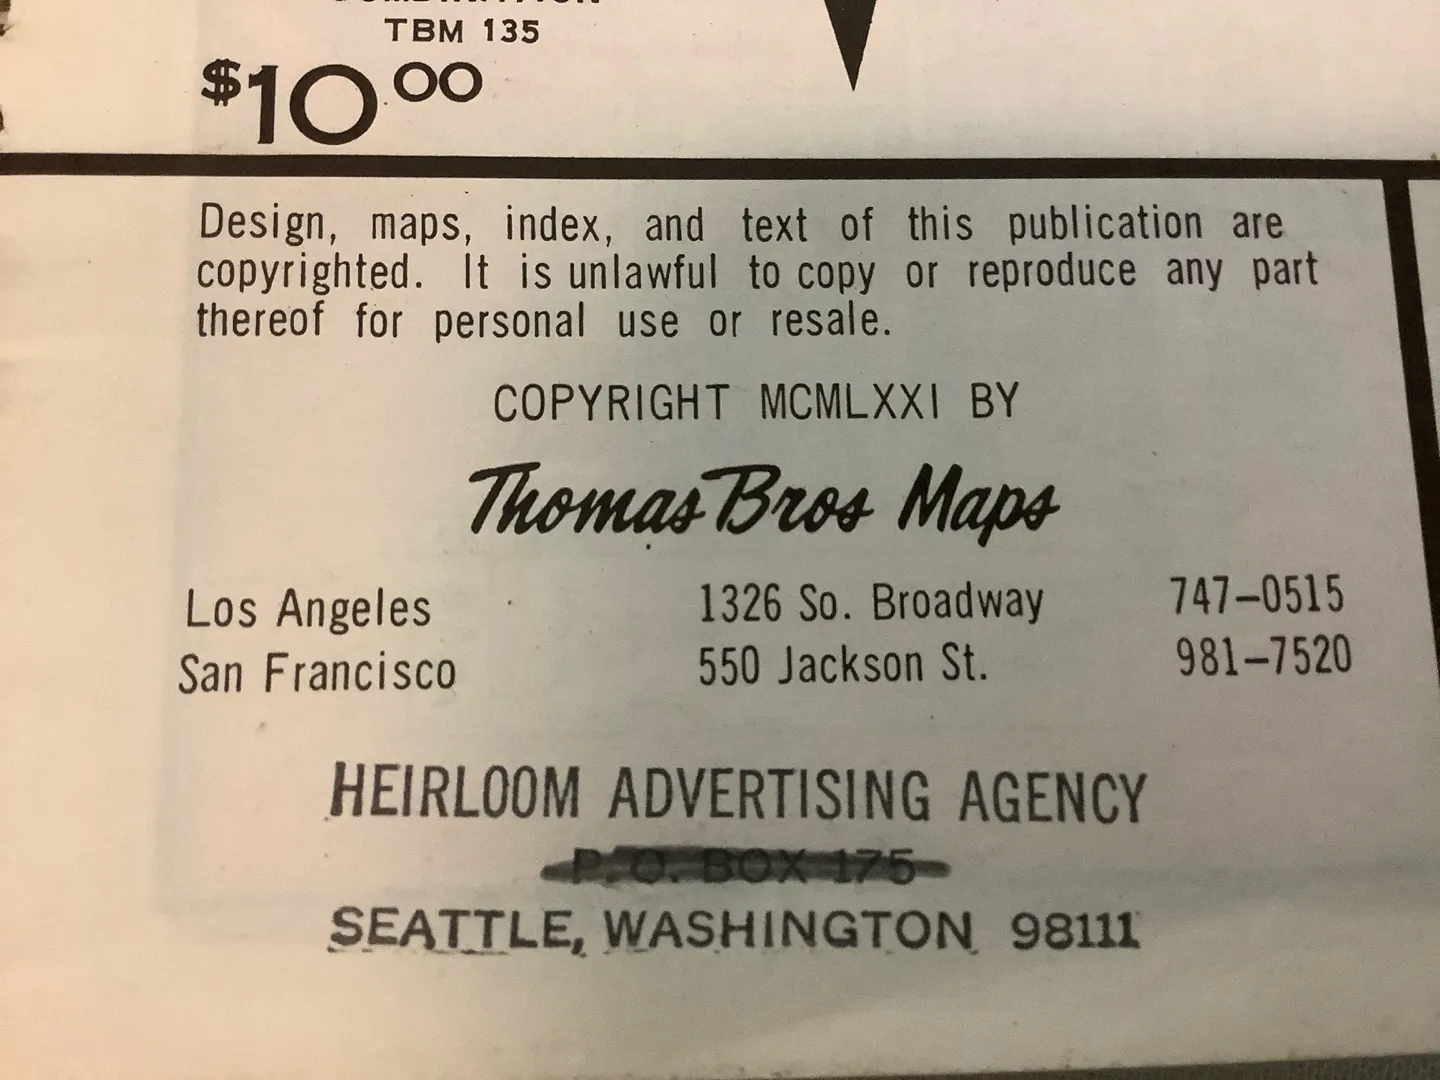 TBM 135
$10.00
Design, maps, index, and text of this publication are
copyrighted. It is unlawful to copy or reproduce any part
thereof for personal use or resale.
COPYRIGHT MCMLXXI BY
Thomas Bros Maps
Los Angeles 1326 So. Broadway 747–0515
San Francisco 550 Jackson St. 981–7520
HEIRLOOM ADVERTISING AGENCY
P.O. BOX 175
SEATTLE, WASHINGTON 98111